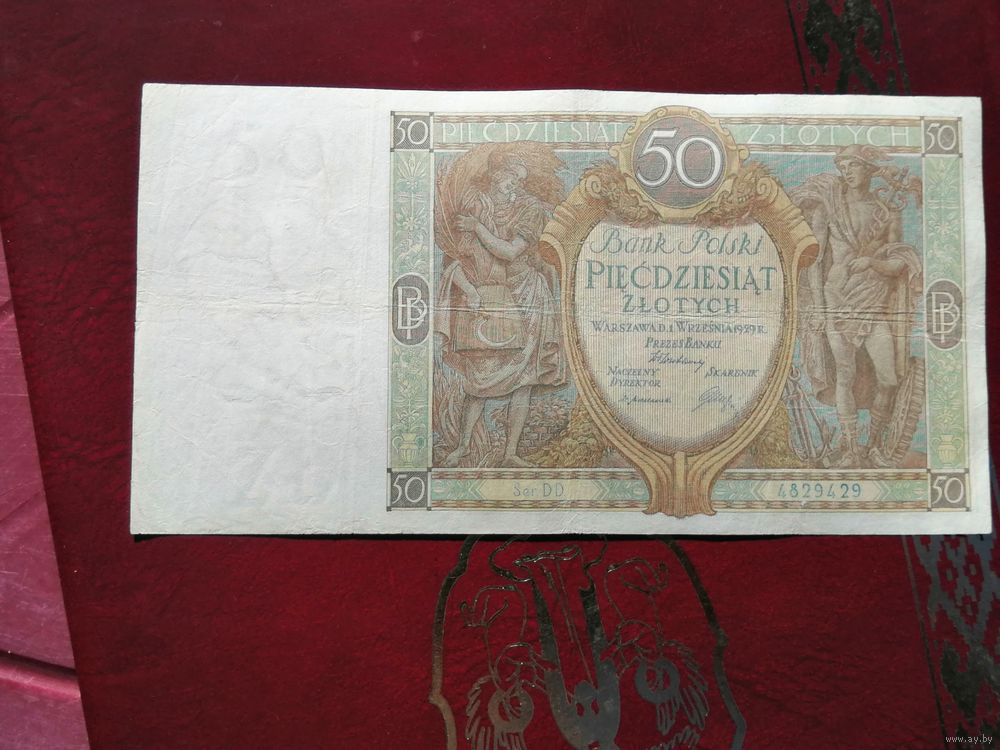 50 PIĘĆDZIESIĄT 50 ZŁOTYCH 50
Bank Polski
PIĘĆDZIESIĄT
ZŁOTYCH
WARSZAWA D. 1 WRZEŚNIA 1929 R.
PREZES BANKU
NACZELNY SKARBNIK
DYREKTOR
BP BP
50 Ser. DD. 4829429 50
www.ay.by